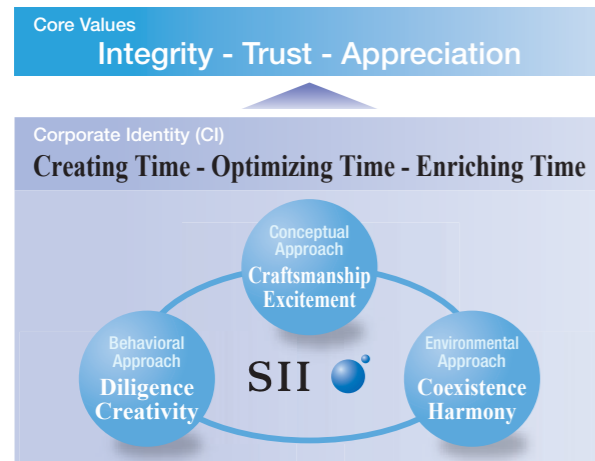 Core Values
Integrity - Trust - Appreciation
Corporate Identity (CI)
Creating Time - Optimizing Time - Enriching Time
Conceptual
Approach
Craftsmanship
Excitement
Behavioral
Approach
Diligence
Creativity
SII
Environmental
Approach
Coexistence
Harmony